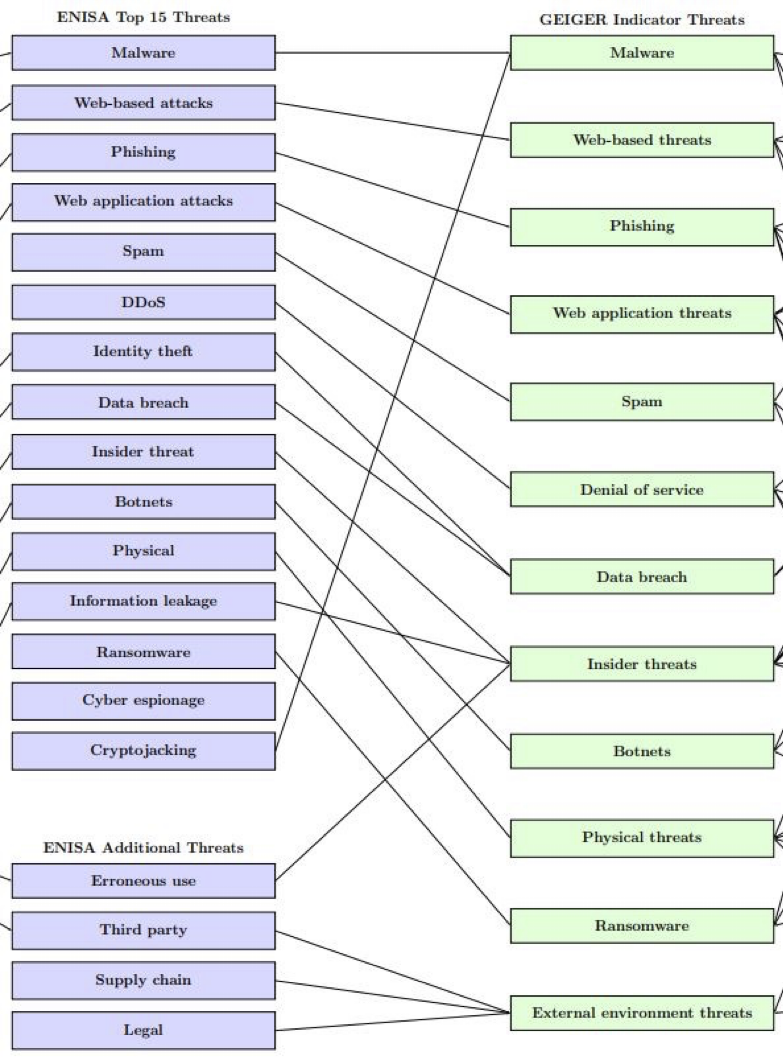 ENISA Top 15 Threats
Malware
Web-based attacks
Phishing
Web application attacks
Spam
DDoS
Identity theft
Data breach
Insider threat
Botnets
Physical
Information leakage
Ransomware
Cyber espionage
Cryptojacking
ENISA Additional Threats
Erroneous use
Third party
Supply chain
Legal
GEIGER Indicator Threats
Malware
Web-based threats
Phishing
Web application threats
Spam
Denial of service
Data breach
Insider threats
Botnets
Physical threats
Ransomware
External environment threats